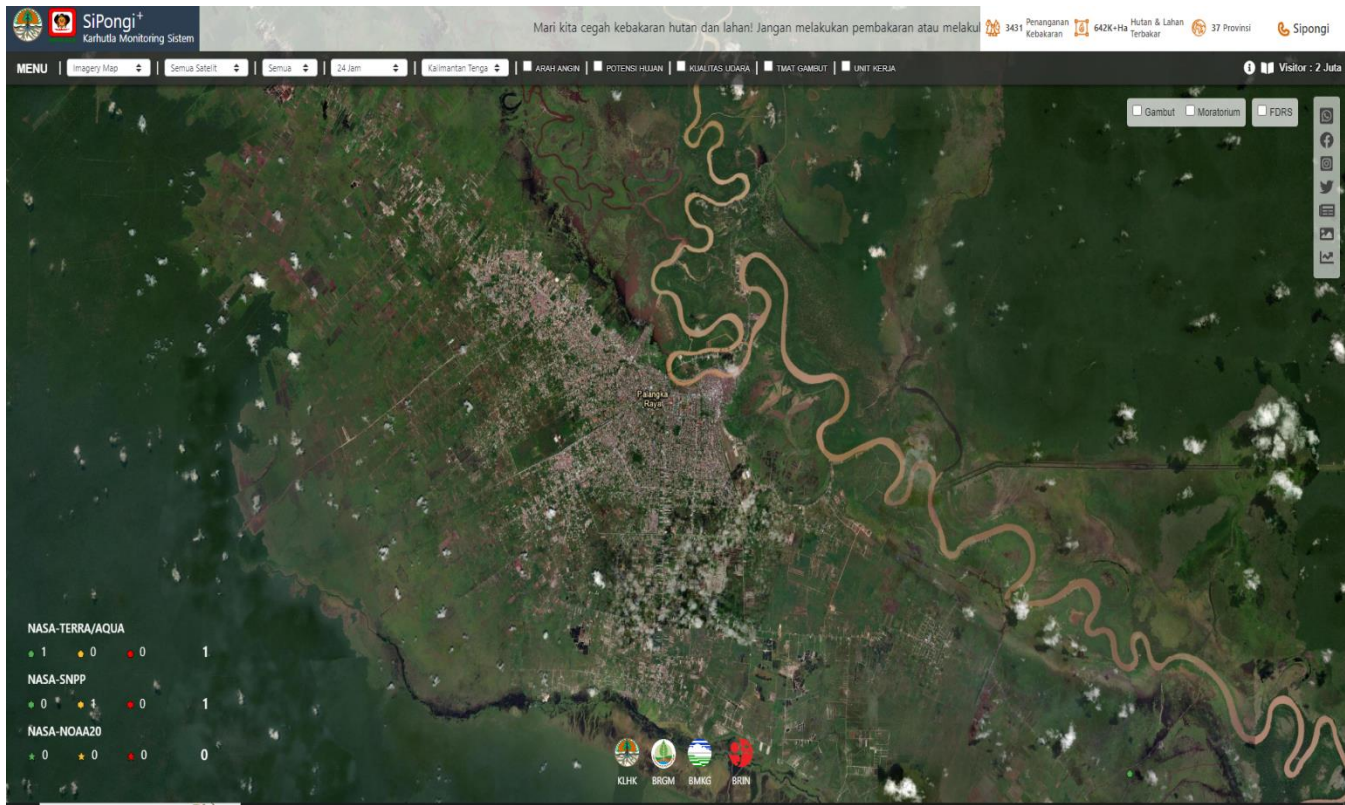 SiPongi+
Karhutla Monitoring Sistem
Mari kita cegah kebakaran hutan dan lahan! Jangan melakukan pembakaran atau melakul
3431 Penanganan Kebakaran
642K+Ha Hutan & Lahan Terbakar
37 Provinsi
Sipongi
MENU | Imagery Map | Semua Satelit | Semua | 24 Jam | Kalimantan Tenga | ARAH ANGIN | POTENSI HUJAN | KUALITAS UDARA | TMAT GAMBUT | UNIT KERJA
Visitor : 2 Juta
Gambut Moratorium FDRS
Palangka
Raya
NASA-TERRA/AQUA
1 0 0 1
NASA-SNPP
0 1 0 1
NASA-NOAA20
0 0 0 0
KLHK BRGM BMKG BRIN